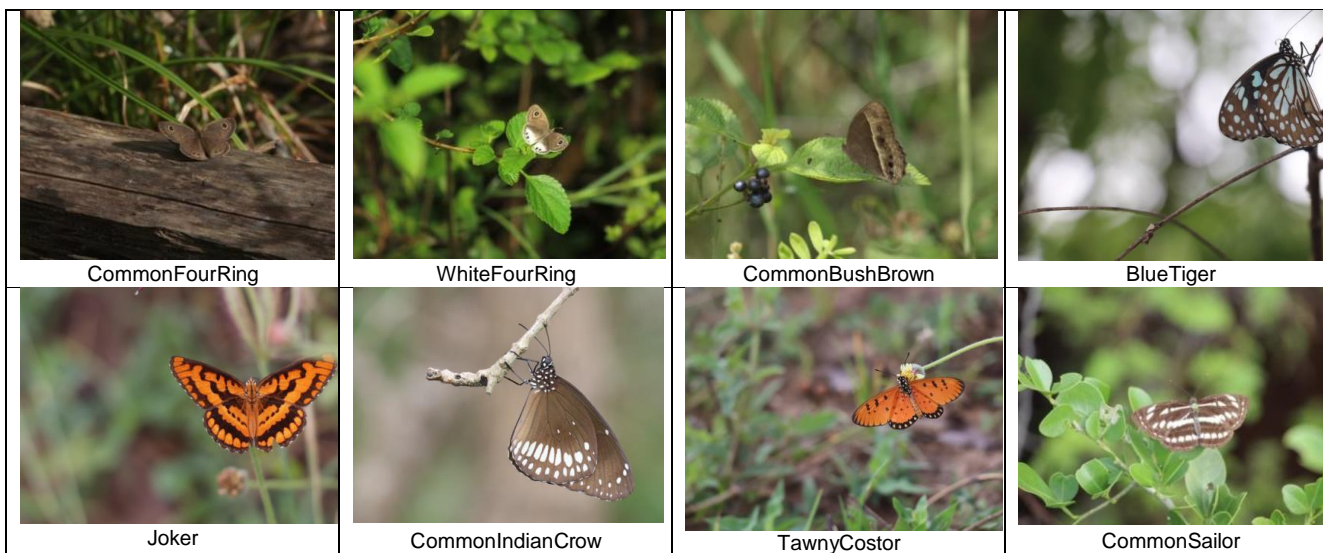 CommonFourRing
WhiteFourRing
CommonBushBrown
BlueTiger
Joker
CommonIndianCrow
TawnyCostor
CommonSailor